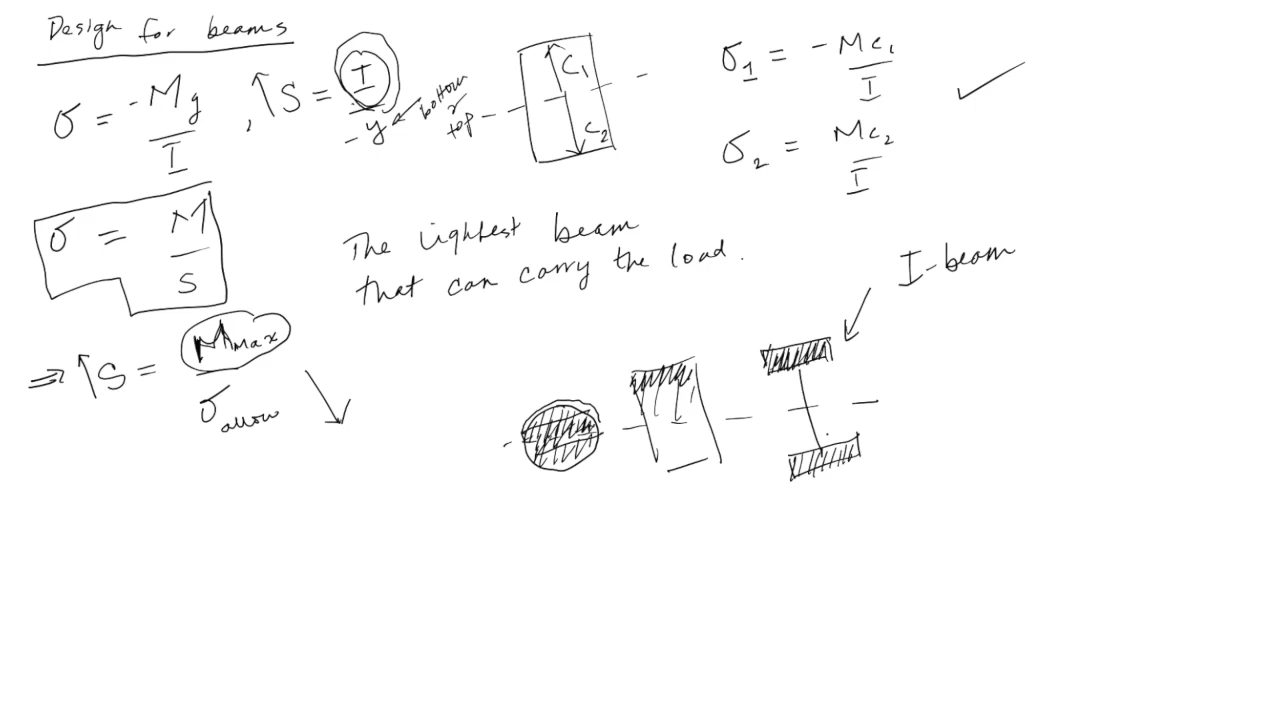 Design for beams
σ = -My/I , ↑S = I/-y ← bottom or top
C₁
C₂
σ₁ = -Mc₁/I ✓
σ₂ = Mc₂/I
σ = M/S
The lightest beam
that can carry the load.
I-beam
⇒ ↑S = Mmax/σallow